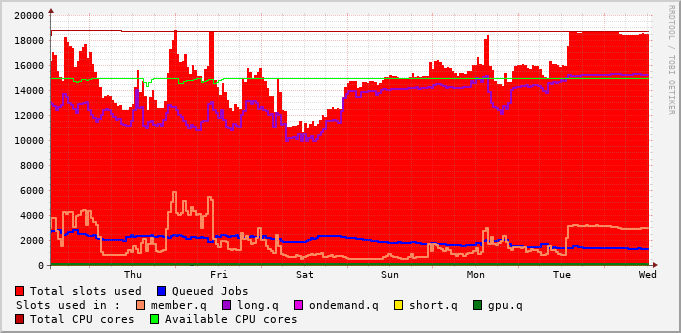 20000
18000
16000
14000
12000
10000
8000
6000
4000
2000
0
Thu Fri Sat Sun Mon Tue Wed
RRDTOOL / TOBI OETIKER
Total slots used Queued Jobs
Slots used in : member.q long.q ondemand.q short.q gpu.q
Total CPU cores Available CPU cores